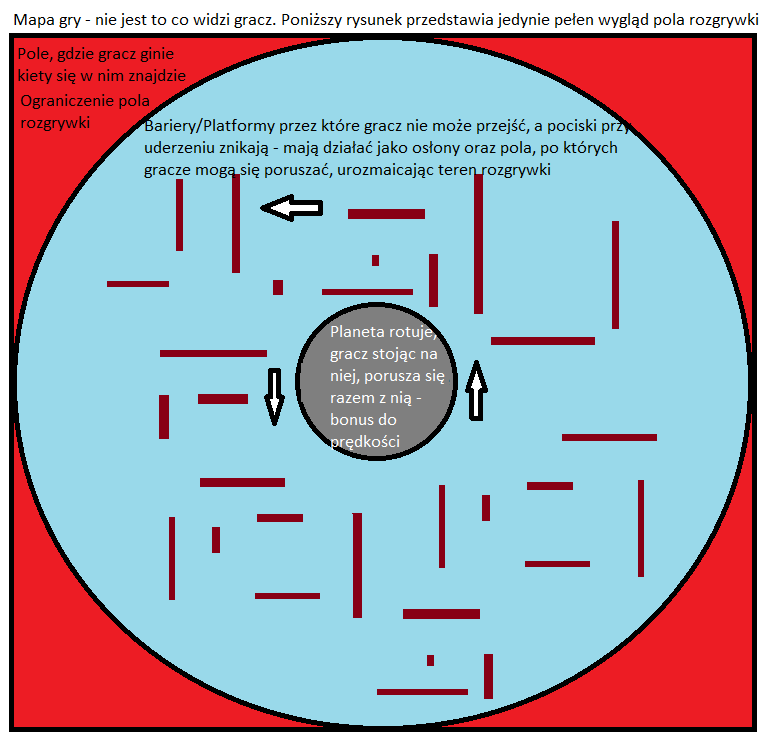 Mapa gry - nie jest to co widzi gracz. Poniższy rysunek przedstawia jedynie pełen wygląd pola rozgrywki
Pole, gdzie gracz ginie
kiety się w nim znajdzie
Ograniczenie pola
rozgrywki
Bariery/Platformy przez które gracz nie może przejść, a pociski przy
uderzeniu znikają - mają działać jako osłony oraz pola, po których
gracze mogą się poruszać, urozmaicając teren rozgrywki
Planeta rotuje,
gracz stojąc na
niej, porusza się
razem z nią -
bonus do
prędkości